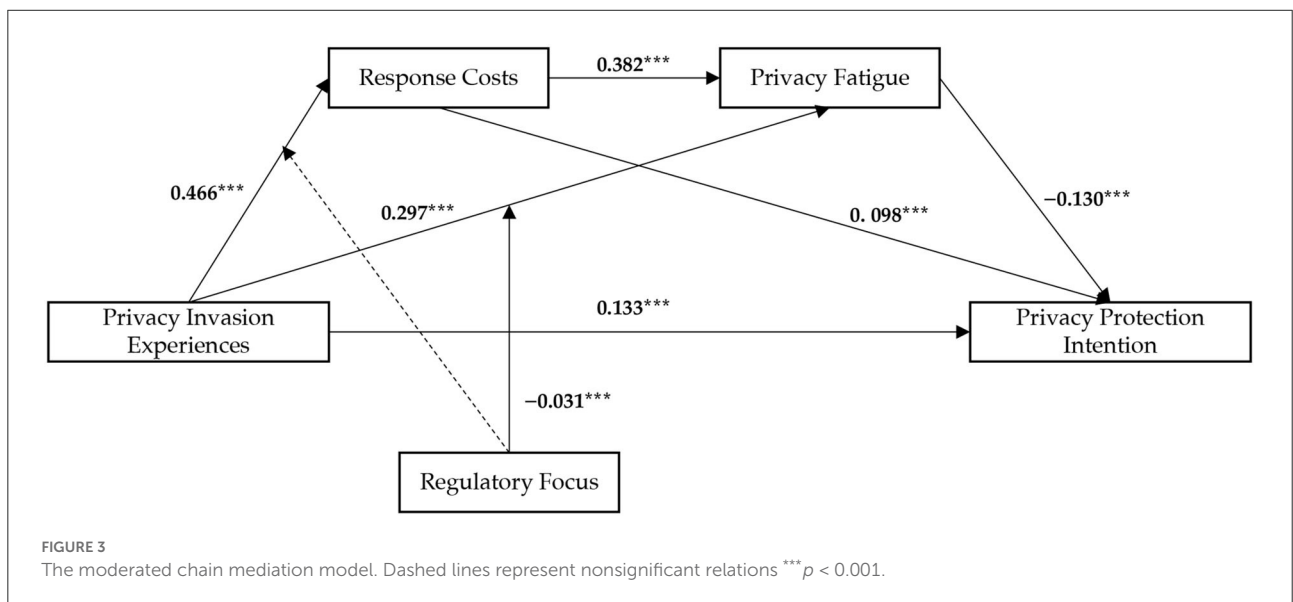 0.382***
Response Costs
Privacy Fatigue
0.466***
0.297***
0. 098***
−0.130***
Privacy Invasion
Experiences
0.133***
Privacy Protection
Intention
−0.031***
Regulatory Focus
FIGURE 3
The moderated chain mediation model. Dashed lines represent nonsignificant relations ***p < 0.001.